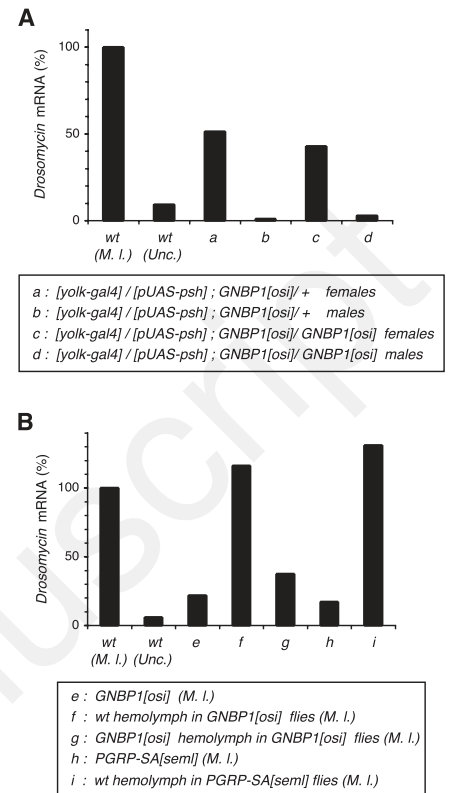 A
Drosomycin mRNA (%)
100
50
0
wt
(M. l.)
wt
(Unc.)
a
b
c
d
a : [yolk-gal4] / [pUAS-psh] ; GNBP1[osi]/ + females
b : [yolk-gal4] / [pUAS-psh] ; GNBP1[osi]/ + males
c : [yolk-gal4] / [pUAS-psh] ; GNBP1[osi]/ GNBP1[osi] females
d : [yolk-gal4] / [pUAS-psh] ; GNBP1[osi]/ GNBP1[osi] males
B
Drosomycin mRNA (%)
100
50
0
wt
(M. l.)
wt
(Unc.)
e
f
g
h
i
e : GNBP1[osi] (M. l.)
f : wt hemolymph in GNBP1[osi] flies (M. l.)
g : GNBP1[osi] hemolymph in GNBP1[osi] flies (M. l.)
h : PGRP-SA[seml] (M. l.)
i : wt hemolymph in PGRP-SA[seml] flies (M. l.)
uscript